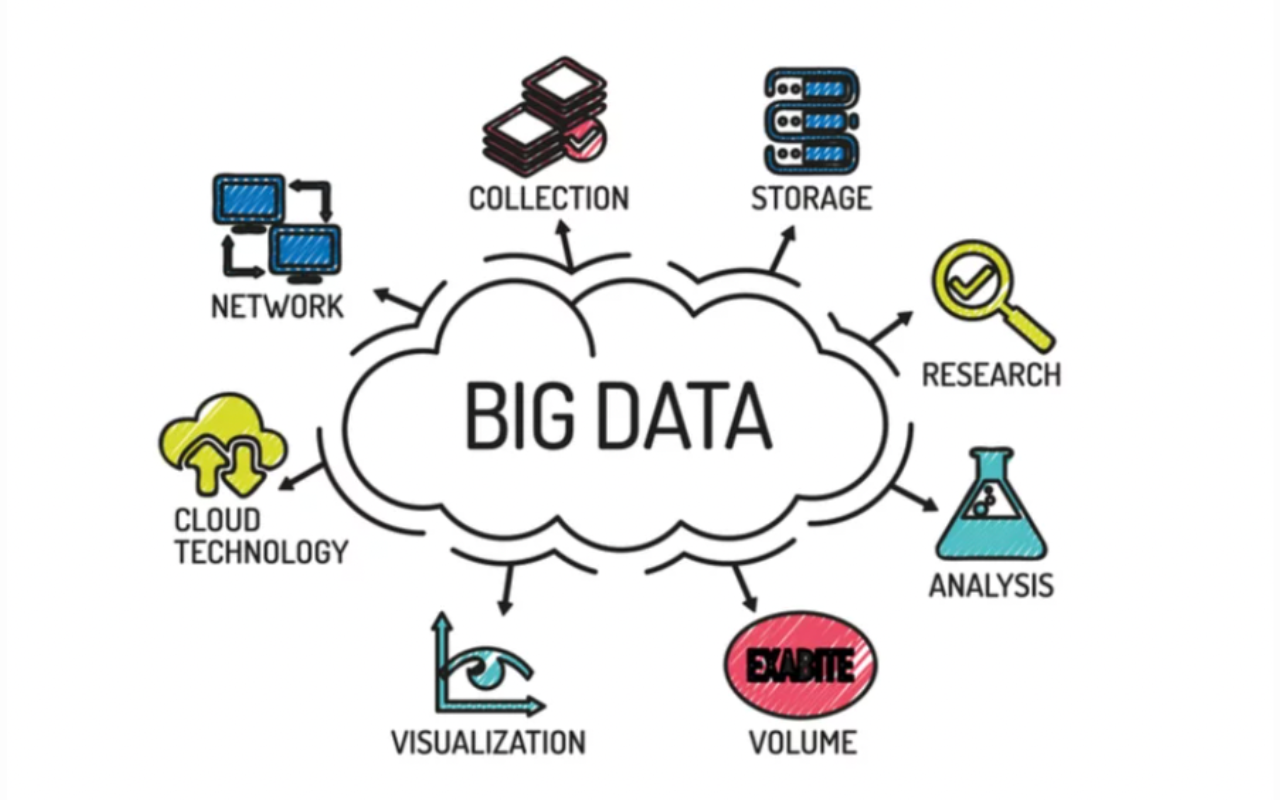 COLLECTION
STORAGE
NETWORK
RESEARCH
BIG DATA
CLOUD
TECHNOLOGY
ANALYSIS
EXABITE
VISUALIZATION
VOLUME